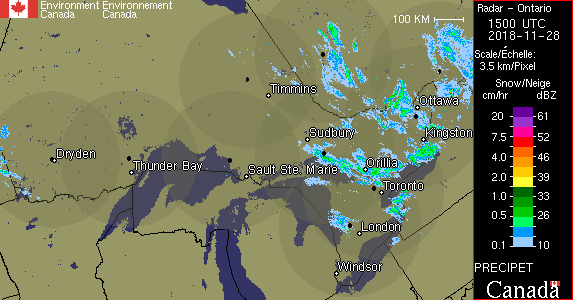 Environment Environnement
Canada Canada
100 KM
Timmins
Ottawa
Sudbury
Kingston
Dryden
Thunder Bay
Sault Ste. Marie
Orillia
Toronto
London
Windsor
Radar - Ontario
1500 UTC
2018-11-28
Scale/Échelle:
3.5 km/Pixel
Snow/Neige
cm/hr dBZ
20 61
7.5 52
4.0 46
2.0 39
1.0 33
0.5 26
0.1 10
PRECIPET
Canada